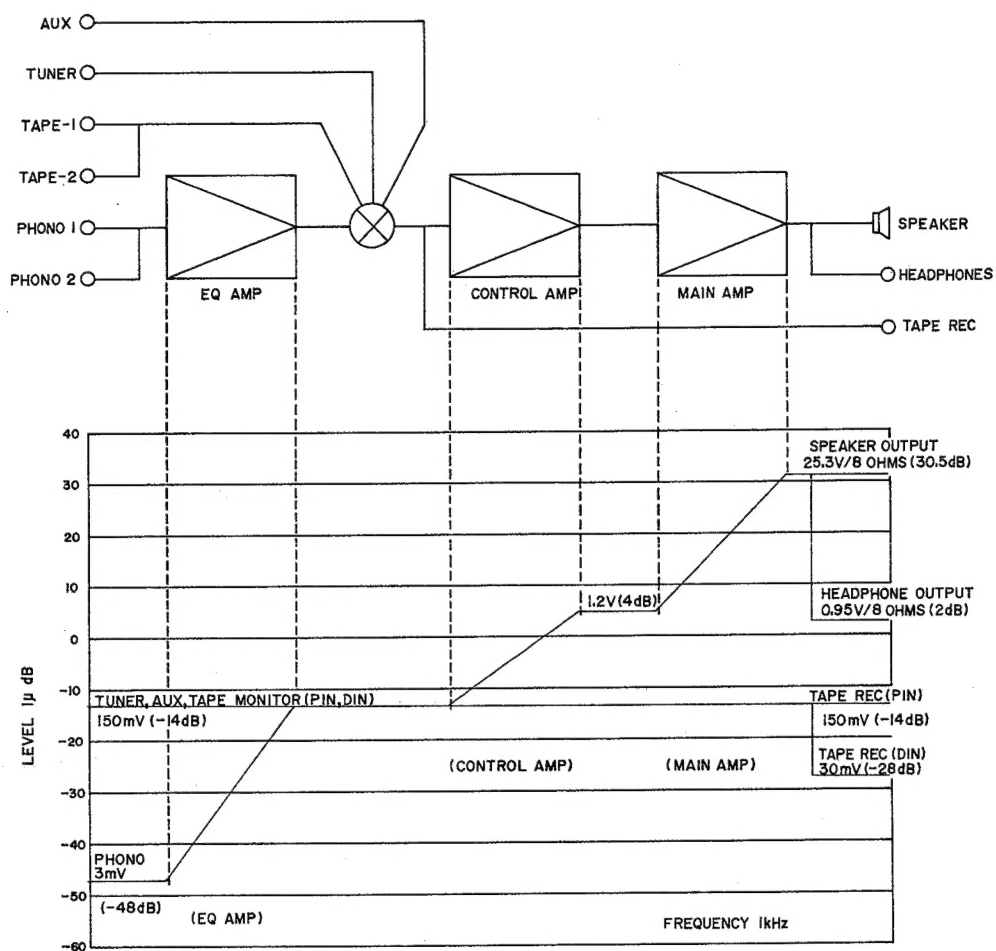 AUX
TUNER
TAPE-1
TAPE-2
PHONO 1
PHONO 2
EQ AMP
CONTROL AMP
MAIN AMP
SPEAKER
HEADPHONES
TAPE REC
LEVEL 1μ dB
40
30
20
10
0
-10
-20
-30
-40
-50
-60
SPEAKER OUTPUT
25.3V/8 OHMS (30.5dB)
1.2V(4dB)
HEADPHONE OUTPUT
0.95V/8 OHMS (2dB)
TUNER, AUX, TAPE MONITOR (PIN, DIN)
150mV (-14dB)
TAPE REC (PIN)
150mV (-14dB)
TAPE REC (DIN)
30mV (-28dB)
(CONTROL AMP)
(MAIN AMP)
PHONO
3mV
(-48dB)
(EQ AMP)
FREQUENCY 1kHz